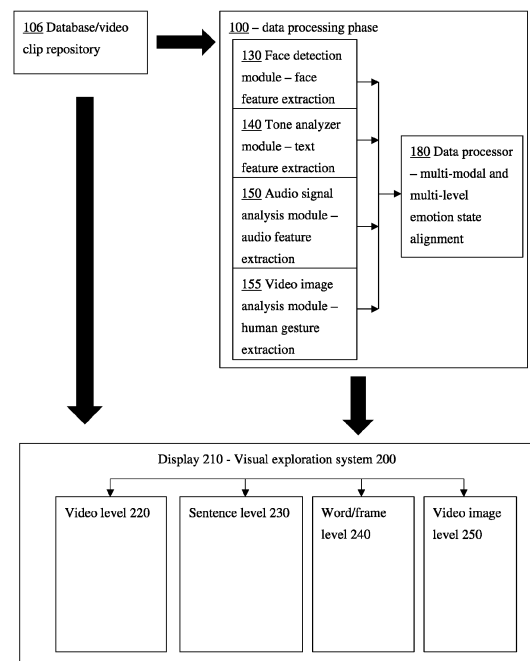 106 Database/video
clip repository
100 – data processing phase
130 Face detection
module – face
feature extraction
140 Tone analyzer
module – text
feature extraction
150 Audio signal
analysis module –
audio feature
extraction
155 Video image
analysis module –
human gesture
extraction
180 Data processor
– multi-modal and
multi-level
emotion state
alignment
Display 210 - Visual exploration system 200
Video level 220
Sentence level 230
Word/frame
level 240
Video image
level 250